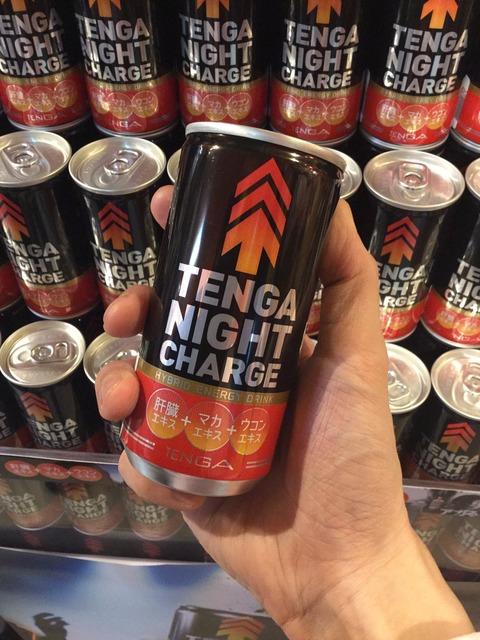 TENGA
NIGHT
CHARGE
HYBRID ENERGY DRINK
肝臓
エキス
+
マカ
エキス
+
ウコン
エキス
TENGA